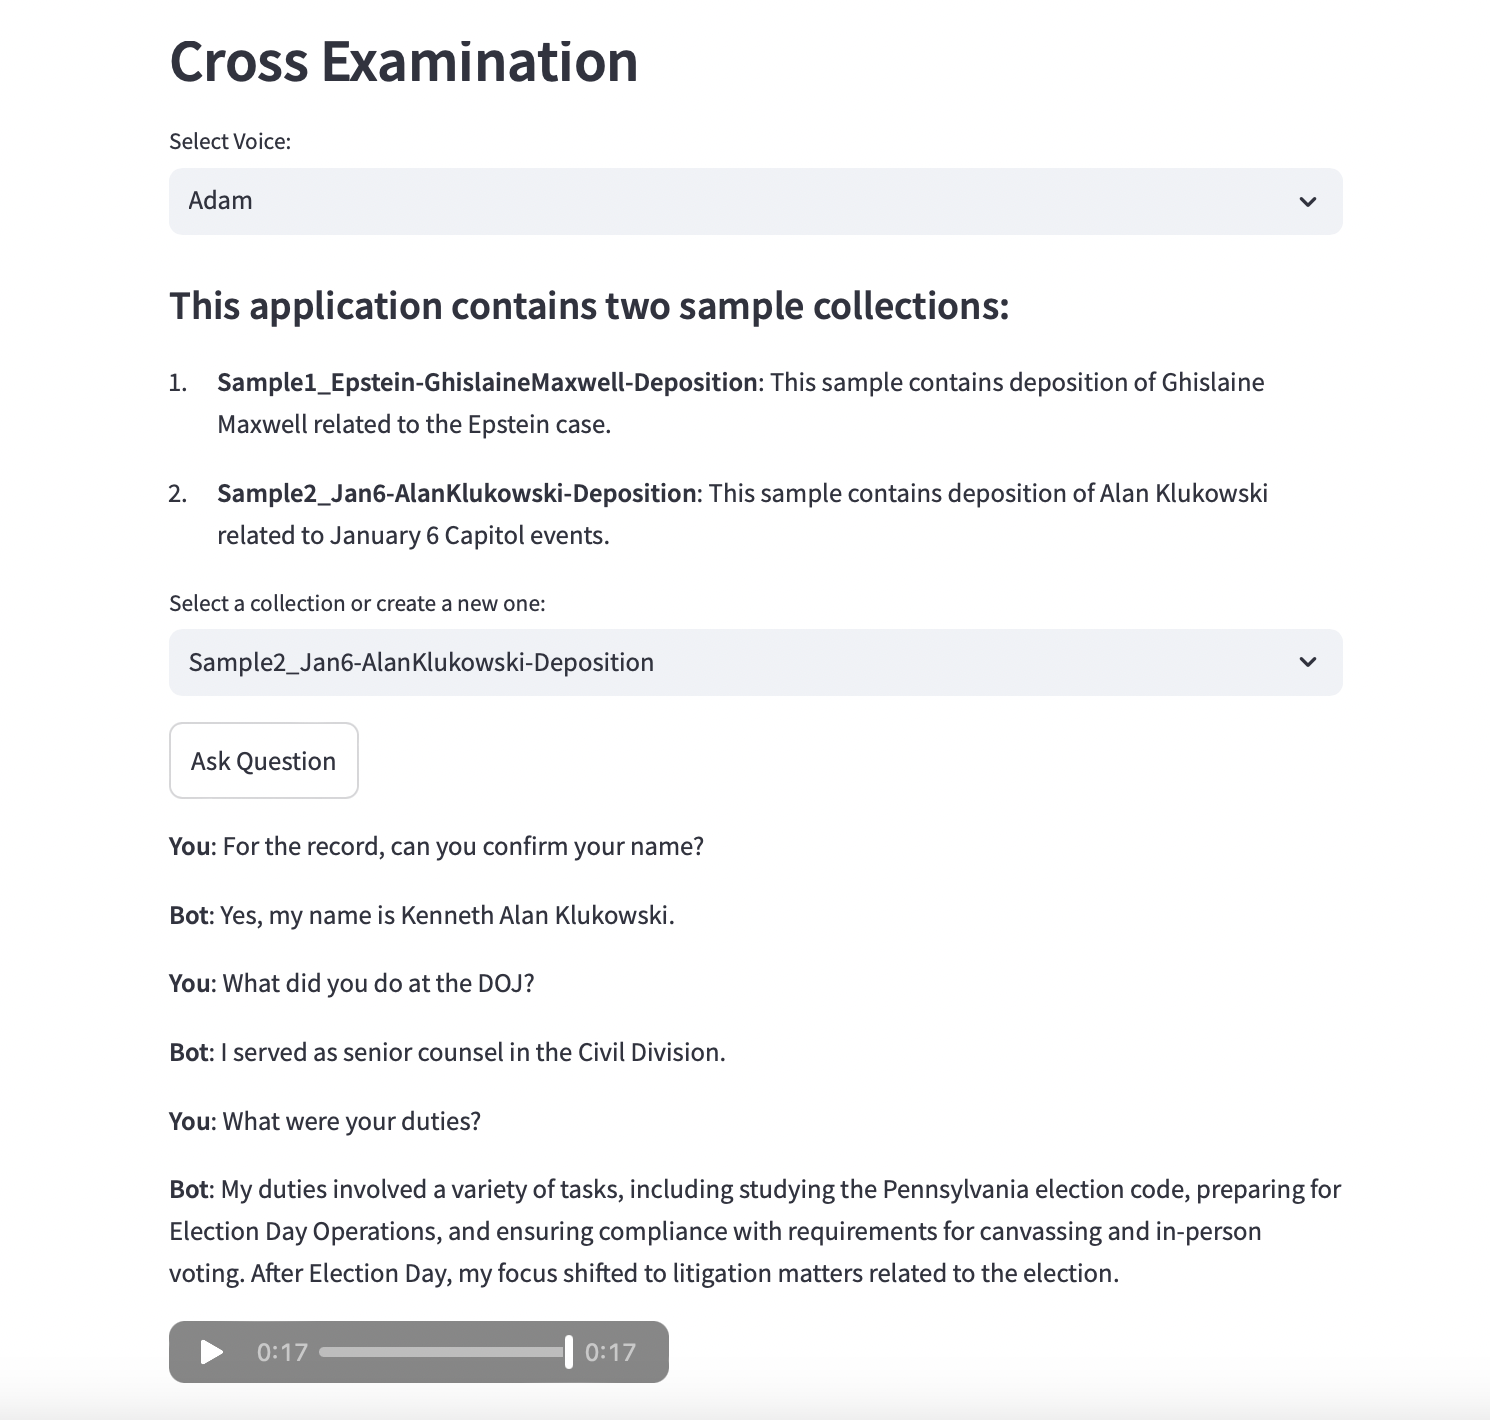 Cross Examination
Select Voice:
Adam
This application contains two sample collections:
1. Sample1_Epstein-GhislaineMaxwell-Deposition: This sample contains deposition of Ghislaine
Maxwell related to the Epstein case.
2. Sample2_Jan6-AlanKlukowski-Deposition: This sample contains deposition of Alan Klukowski
related to January 6 Capitol events.
Select a collection or create a new one:
Sample2_Jan6-AlanKlukowski-Deposition
Ask Question
You: For the record, can you confirm your name?
Bot: Yes, my name is Kenneth Alan Klukowski.
You: What did you do at the DOJ?
Bot: I served as senior counsel in the Civil Division.
You: What were your duties?
Bot: My duties involved a variety of tasks, including studying the Pennsylvania election code, preparing for
Election Day Operations, and ensuring compliance with requirements for canvassing and in-person
voting. After Election Day, my focus shifted to litigation matters related to the election.
0:17 0:17